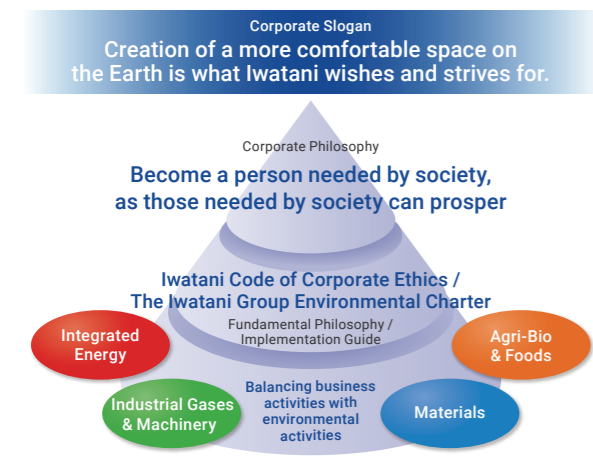 Corporate Slogan
Creation of a more comfortable space on
the Earth is what Iwatani wishes and strives for.
Corporate Philosophy
Become a person needed by society,
as those needed by society can prosper
Iwatani Code of Corporate Ethics /
The Iwatani Group Environmental Charter
Fundamental Philosophy /
Implementation Guide
Integrated
Energy
Agri-Bio
& Foods
Industrial Gases
& Machinery
Balancing business
activities with
environmental
activities
Materials